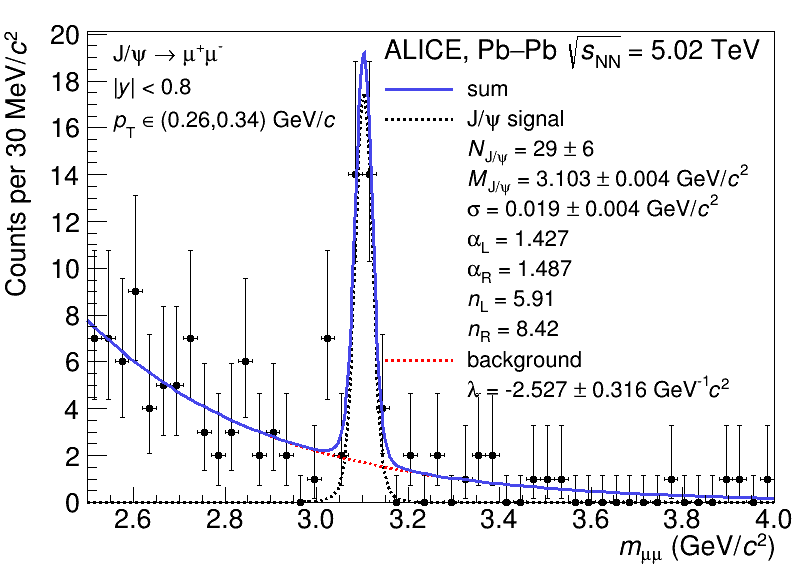 J/ψ → μ⁺μ⁻
|y| < 0.8
p_T ∈ (0.26,0.34) GeV/c
ALICE, Pb–Pb √s_NN = 5.02 TeV
sum
J/ψ signal
N_J/ψ = 29 ± 6
M_J/ψ = 3.103 ± 0.004 GeV/c²
σ = 0.019 ± 0.004 GeV/c²
α_L = 1.427
α_R = 1.487
n_L = 5.91
n_R = 8.42
background
λ = -2.527 ± 0.316 GeV⁻¹c²
Counts per 30 MeV/c²
20
18
16
14
12
10
8
6
4
2
0
2.6 2.8 3.0 3.2 3.4 3.6 3.8 4.0
m_μμ (GeV/c²)